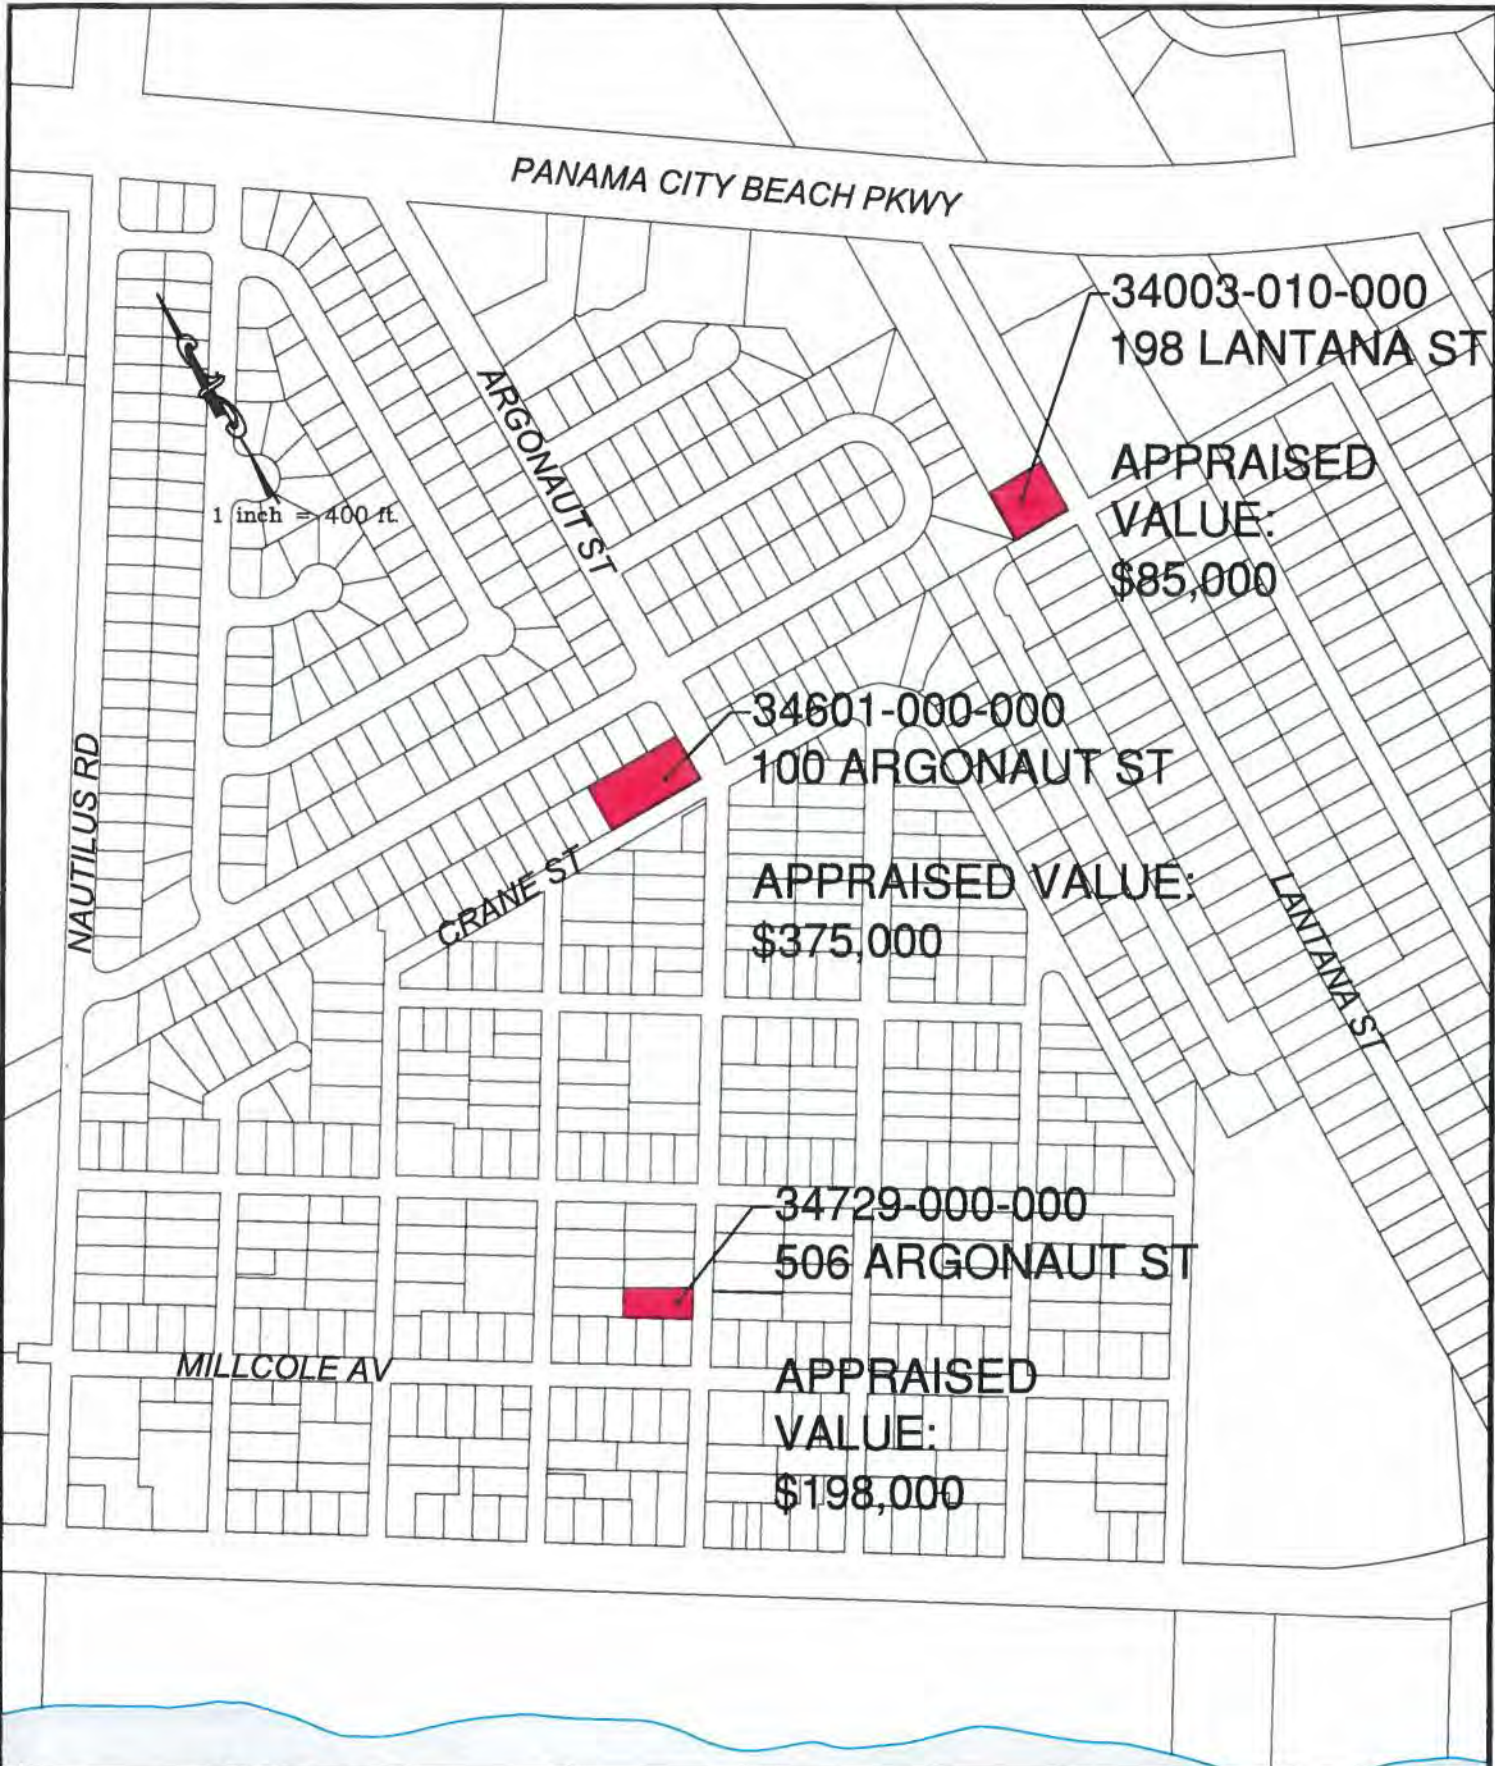 PANAMA CITY BEACH PKWY
34003-010-000
198 LANTANA ST
APPRAISED
VALUE:
$85,000
ARGONAUT ST
1 inch = 400 ft.
34601-000-000
100 ARGONAUT ST
APPRAISED VALUE:
$375,000
NAUTILUS RD
CRANE ST
LANTANA ST
34729-000-000
506 ARGONAUT ST
MILLCOLE AV
APPRAISED
VALUE:
$198,000